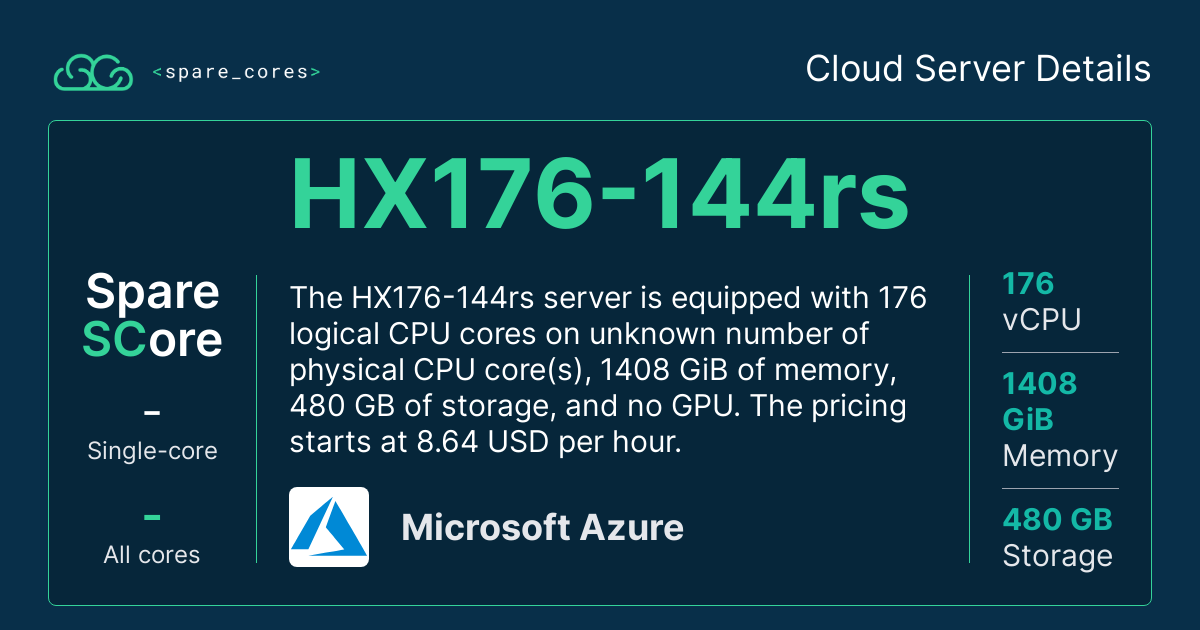 <spare_cores>
Cloud Server Details
HX176-144rs
Spare
SCore
-
Single-core
-
All cores
The HX176-144rs server is equipped with 176
logical CPU cores on unknown number of
physical CPU core(s), 1408 GiB of memory,
480 GB of storage, and no GPU. The pricing
starts at 8.64 USD per hour.
Microsoft Azure
176
vCPU
1408
GiB
Memory
480 GB
Storage